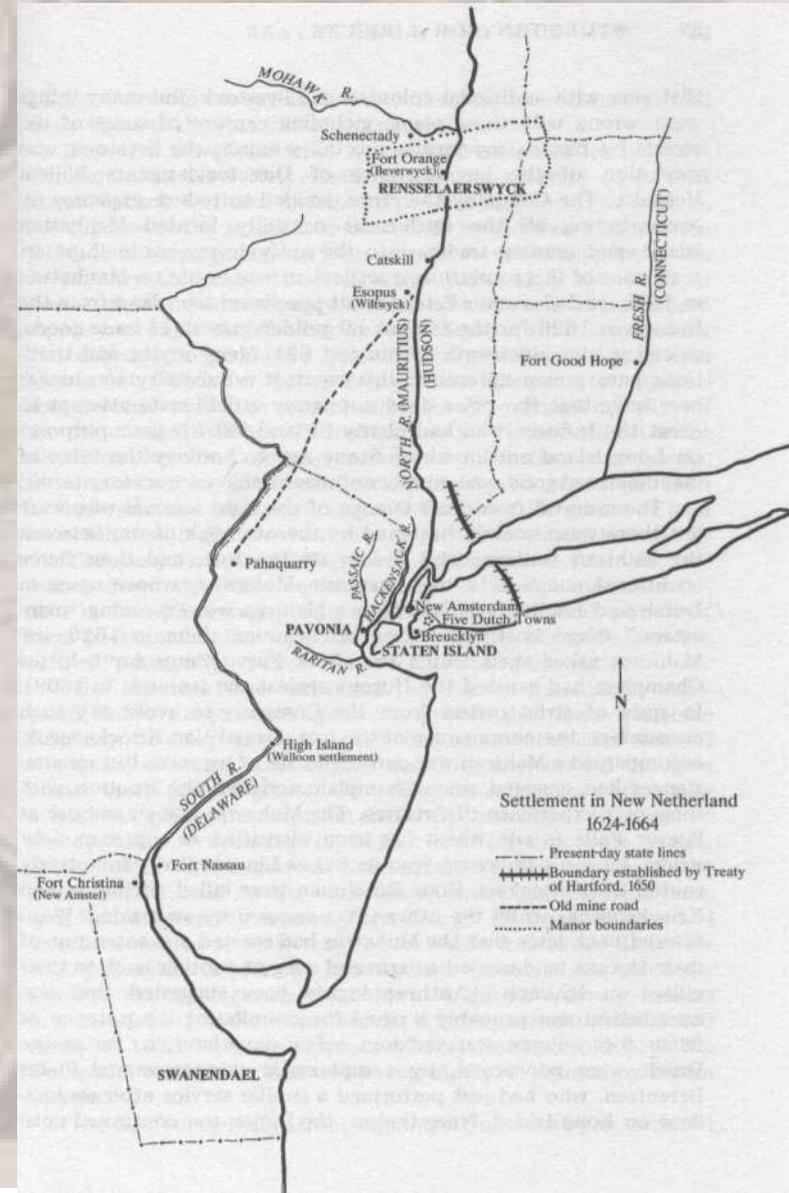 MOHAWK R.
Schenectady
Fort Orange
(Beverwyck)
RENSSELAERSWYCK
Catskill
Esopus
(Wiltwyck)
NORTH R. (MAURITIUS)
(HUDSON)
FRESH R.
(CONNECTICUT)
Fort Good Hope
Pahaquarry
PASSAIC R.
HACKENSACK R.
New Amsterdam
Five Dutch Towns
PAVONIA
Breucklyn
STATEN ISLAND
RARITAN R.
N
High Island
(Walloon settlement)
SOUTH R.
(DELAWARE)
Settlement in New Netherland
1624-1664
Present-day state lines
Boundary established by Treaty
of Hartford, 1650
Old mine road
Manor boundaries
Fort Nassau
Fort Christina
(New Amstel)
SWANENDAEL